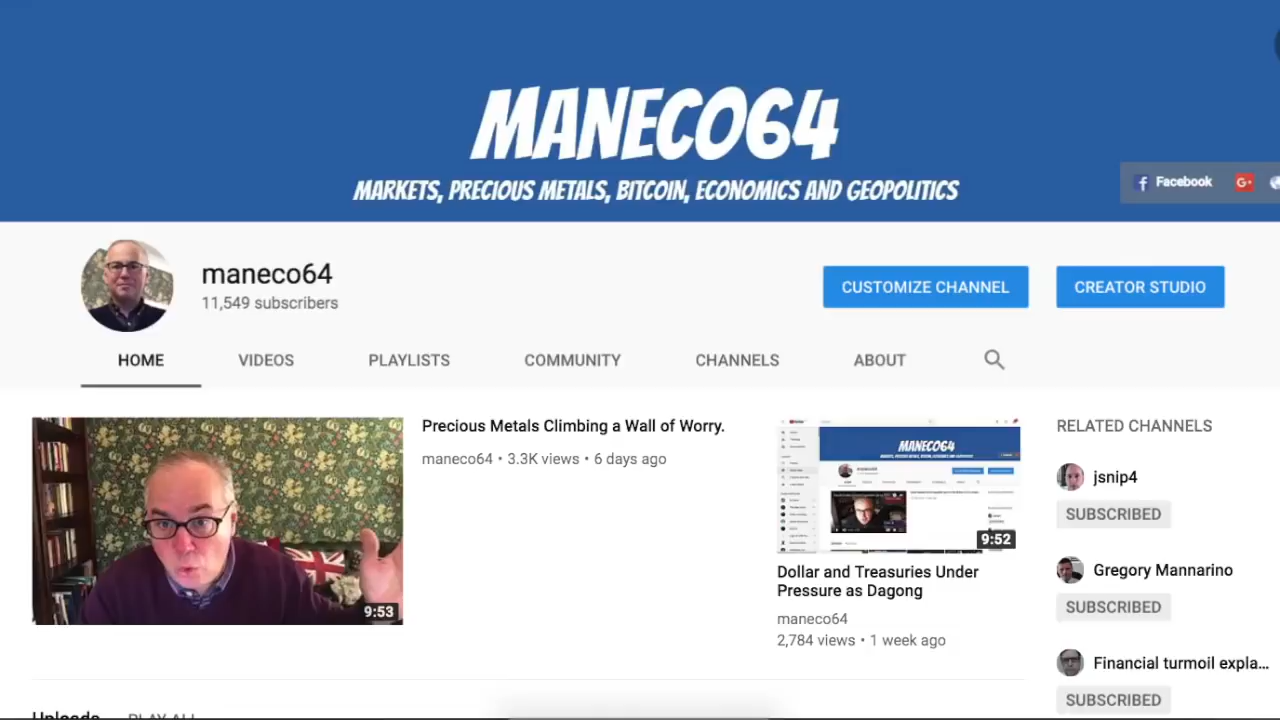 MANECO64
MARKETS, PRECIOUS METALS, BITCOIN, ECONOMICS AND GEOPOLITICS
Facebook
G+
maneco64
11,549 subscribers
CUSTOMIZE CHANNEL
CREATOR STUDIO
HOME
VIDEOS
PLAYLISTS
COMMUNITY
CHANNELS
ABOUT
9:53
Precious Metals Climbing a Wall of Worry.
maneco64 • 3.3K views • 6 days ago
MANECO64
9:52
Dollar and Treasuries Under
Pressure as Dagong
maneco64
2,784 views • 1 week ago
RELATED CHANNELS
jsnip4
SUBSCRIBED
Gregory Mannarino
SUBSCRIBED
Financial turmoil expla...
SUBSCRIBED
Uploads
PLAY ALL